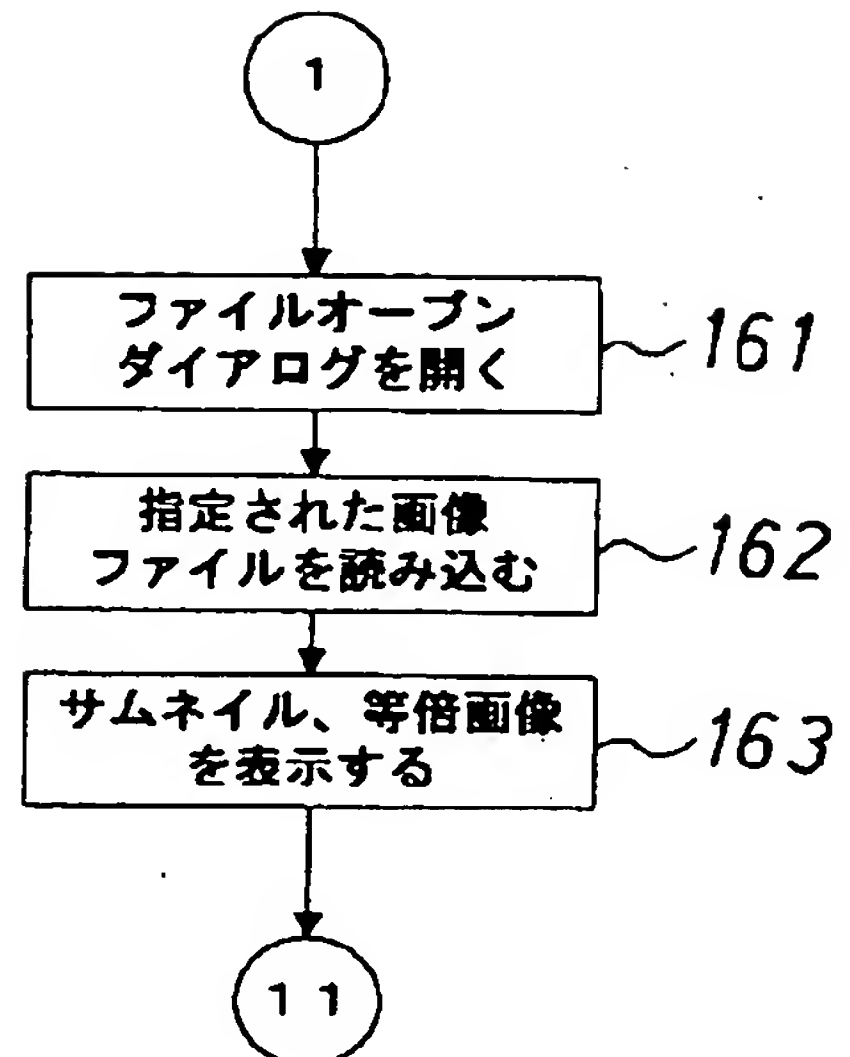 1
ファイルオープン
ダイアログを開く
161
指定された画像
ファイルを読み込む
162
サムネイル、等倍画像
を表示する
163
11